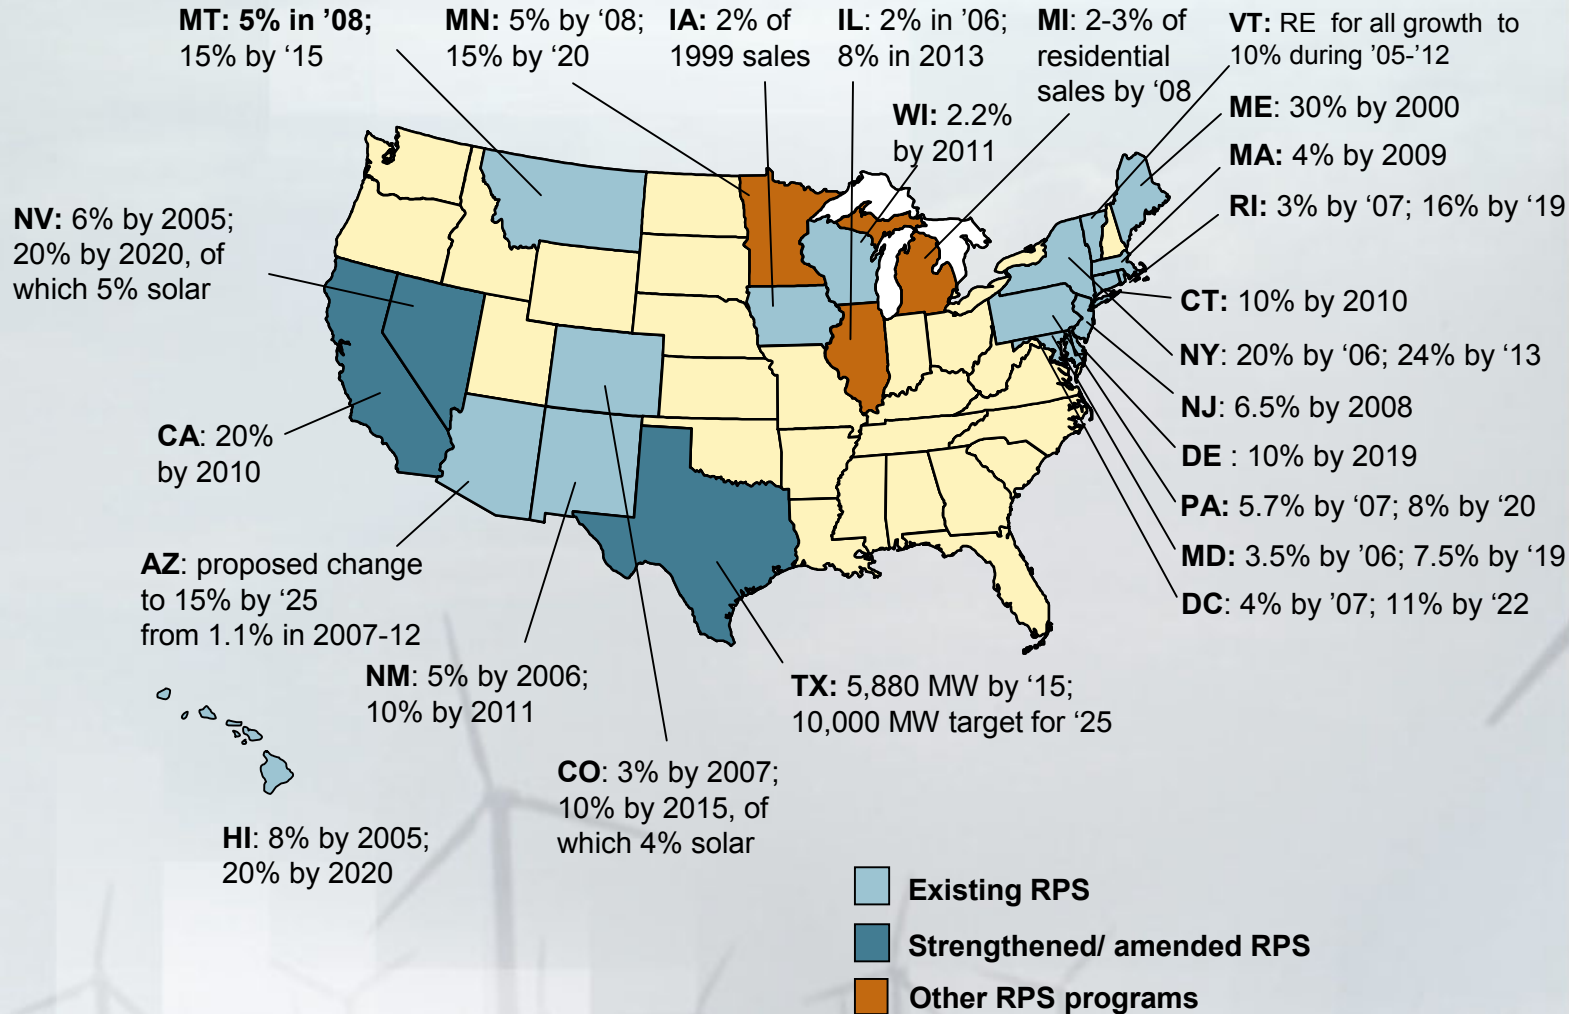 MT: 5% in ’08;
15% by ‘15
MN: 5% by ‘08;
15% by ‘20
IA: 2% of
1999 sales
IL: 2% in ‘06;
8% in 2013
MI: 2-3% of
residential
sales by ‘08
VT: RE for all growth to
10% during ’05-’12
WI: 2.2%
by 2011
ME: 30% by 2000
MA: 4% by 2009
RI: 3% by ‘07; 16% by ‘19
NV: 6% by 2005;
20% by 2020, of
which 5% solar
CT: 10% by 2010
NY: 20% by ‘06; 24% by ‘13
NJ: 6.5% by 2008
CA: 20%
by 2010
DE : 10% by 2019
PA: 5.7% by ‘07; 8% by ‘20
MD: 3.5% by ’06; 7.5% by ‘19
DC: 4% by ’07; 11% by ‘22
AZ: proposed change
to 15% by ‘25
from 1.1% in 2007-12
NM: 5% by 2006;
10% by 2011
TX: 5,880 MW by ‘15;
10,000 MW target for ‘25
CO: 3% by 2007;
10% by 2015, of
which 4% solar
HI: 8% by 2005;
20% by 2020
Existing RPS
Strengthened/ amended RPS
Other RPS programs